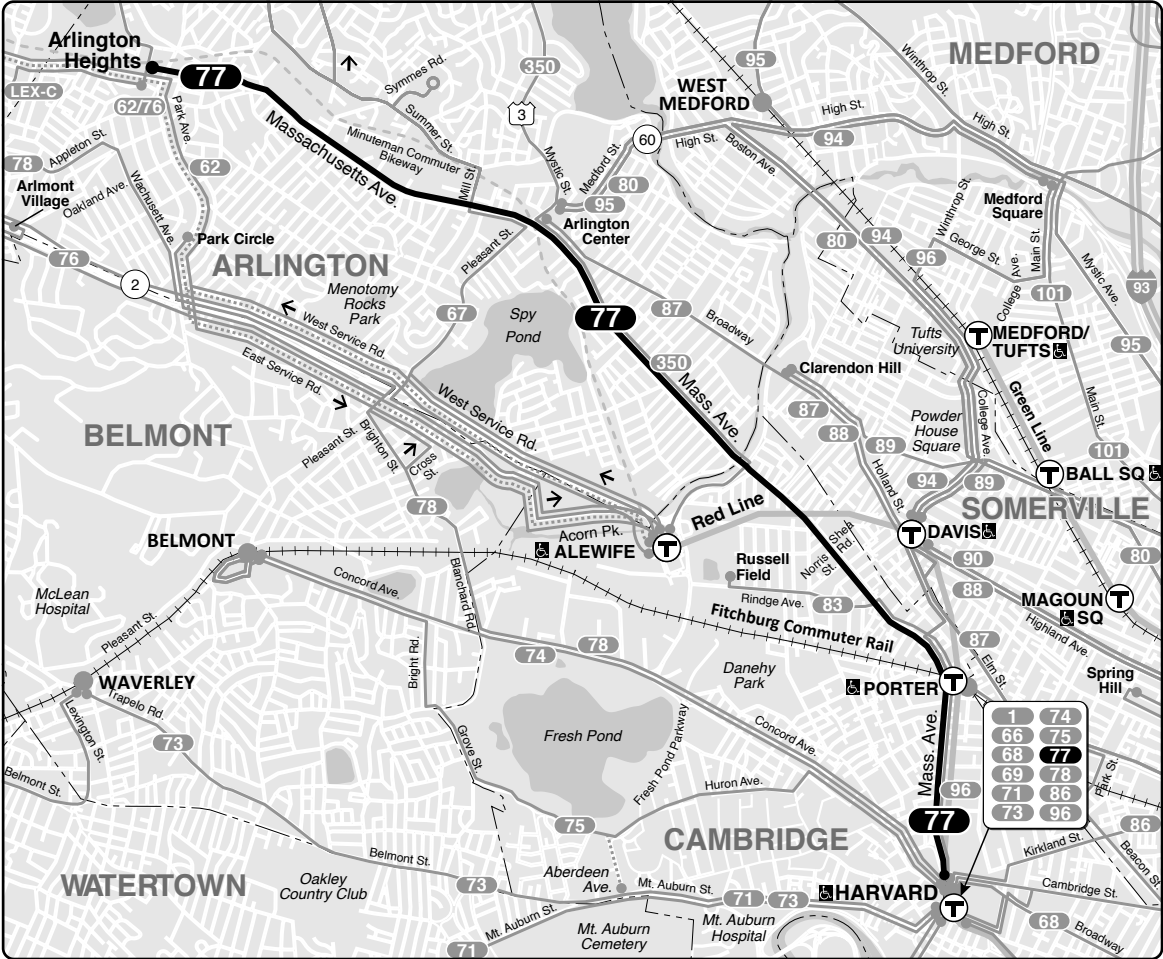 Arlington
Heights
77
LEX-C
62/76
Park Ave.
Symmes Rd.
350
3
95
WEST
MEDFORD
MEDFORD
Winthrop St.
High St.
94
High St.
60
High St.
Boston Ave.
Massachusetts Ave.
Minuteman Commuter
Bikeway
Summer St.
Mill St.
Mystic St.
Medford St.
80
95
Arlington
Center
78
Appleton St.
62
Arlmont
Village
Oakland Ave.
Wachusett Ave.
Park Circle
ARLINGTON
Menotomy
Rocks
Park
Pleasant St.
76
2
67
Spy
Pond
77
87
Broadway
350
Mass. Ave.
Medford
Square
Winthrop St.
80
94
96
George St.
Main St.
College Ave.
101
Mystic Ave.
93
95
Tufts
University
T
MEDFORD/
TUFTS
Green Line
Main St.
101
Clarendon Hill
87
88
89
Powder
House
Square
College Ave.
Holland St.
94
89
T
BALL SQ
SOMERVILLE
West Service Rd.
East Service Rd.
West Service Rd.
BELMONT
Pleasant St.
Brighton St.
Cross
St.
78
Acorn Pk.
ALEWIFE
T
Red Line
T
DAVIS
90
88
80
MAGOUN
SQ
T
Highland Ave.
87
Elm St.
Spring
Hill
Norris
St.
Shea
Rd.
Russell
Field
Rindge Ave.
83
Fitchburg Commuter Rail
BELMONT
Concord Ave.
Blanchard Rd.
McLean
Hospital
Pleasant St.
74
78
Bright Rd.
Danehy
Park
PORTER
T
WAVERLEY
Trapelo Rd.
Lexington St.
73
Belmont St.
Grove St.
Fresh Pond
Fresh Pond Parkway
Concord Ave.
Huron Ave.
Mass. Ave.
96
77
1
74
66
75
68
77
69
78
71
86
73
96
Park St.
86
Kirkland St.
Beacon St.
75
CAMBRIDGE
Belmont St.
73
Aberdeen
Ave.
Mt. Auburn St.
71
73
HARVARD
T
Cambridge St.
68
Broadway
WATERTOWN
Oakley
Country Club
Mt. Auburn St.
71
Mt. Auburn
Cemetery
Mt. Auburn
Hospital